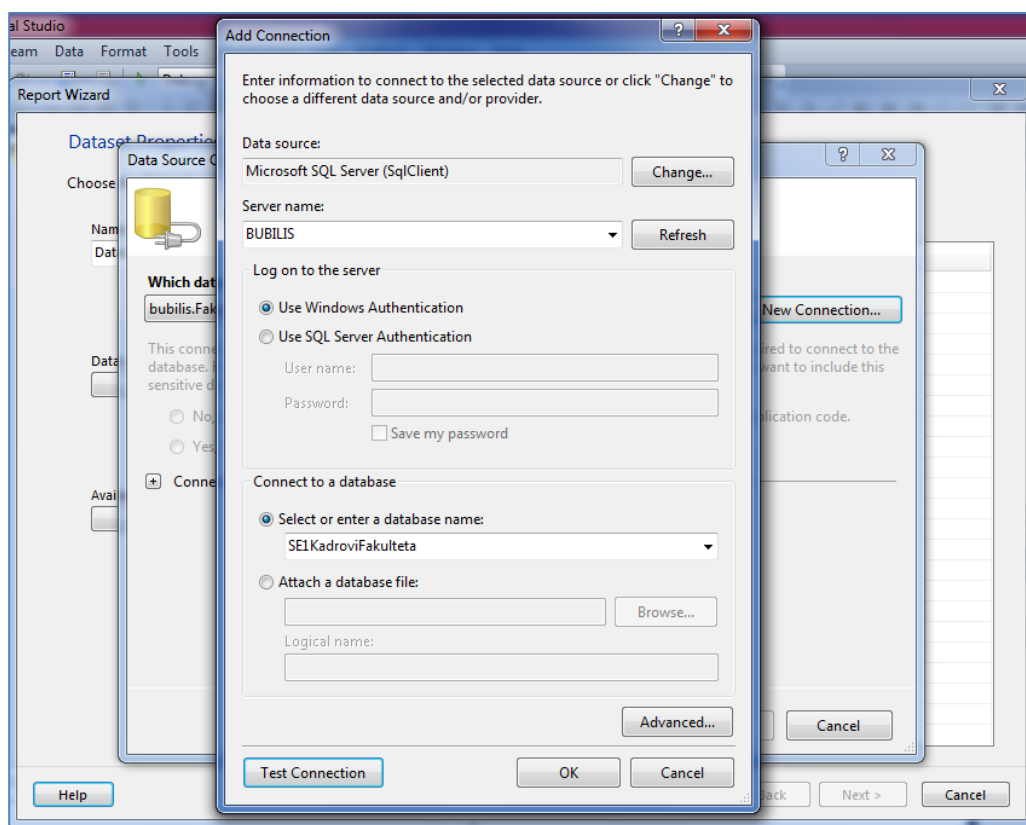 al Studio
eam Data Format Tools
Report Wizard
Dataset
Choose
Nam
Dat
Data
Avai
Help
Back
Next >
Cancel
Data Source C
Which dat
bubilis.Fak
New Connection...
This conne
ired to connect to the
database.
want to include this
sensitive d
No,
plication code.
Yes
+ Conne
Cancel
Add Connection
Enter information to connect to the selected data source or click "Change" to
choose a different data source and/or provider.
Data source:
Microsoft SQL Server (SqlClient)
Change...
Server name:
BUBILIS
Refresh
Log on to the server
Use Windows Authentication
Use SQL Server Authentication
User name:
Password:
Save my password
Connect to a database
Select or enter a database name:
SE1KadroviFakulteta
Attach a database file:
Browse...
Logical name:
Advanced...
Test Connection
OK
Cancel